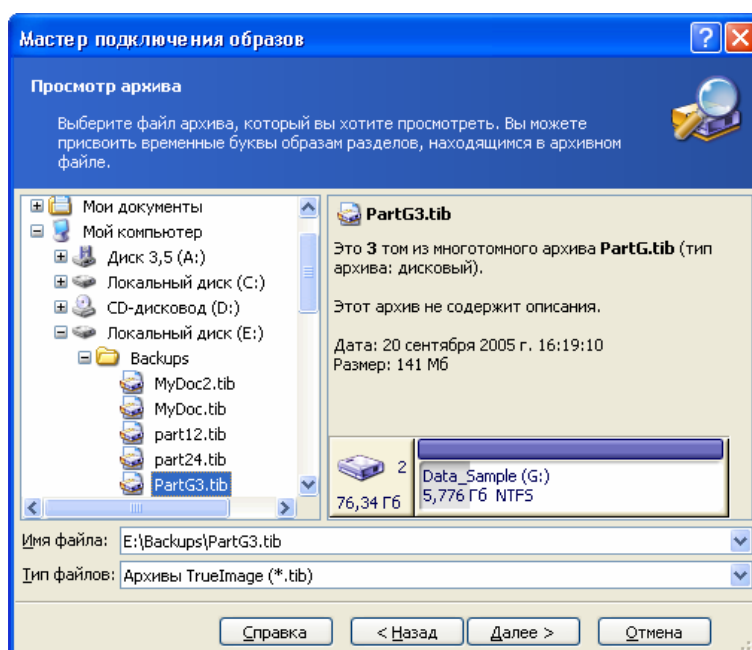 Мастер подключения образов
Просмотр архива
Выберите файл архива, который вы хотите просмотреть. Вы можете
присвоить временные буквы образам разделов, находящимся в архивном
файле.
Мои документы
Мой компьютер
Диск 3,5 (A:)
Локальный диск (C:)
CD-дисковод (D:)
Локальный диск (E:)
Backups
MyDoc2.tib
MyDoc.tib
part12.tib
part24.tib
PartG3.tib
PartG3.tib
Это 3 том из многотомного архива PartG.tib (тип
архива: дисковый).
Этот архив не содержит описания.
Дата: 20 сентября 2005 г. 16:19:10
Размер: 141 Мб
2
76,34 Гб
Data_Sample (G:)
5,776 Гб NTFS
Имя файла: E:\Backups\PartG3.tib
Тип файлов: Архивы TrueImage (*.tib)
Справка < Назад Далее > Отмена